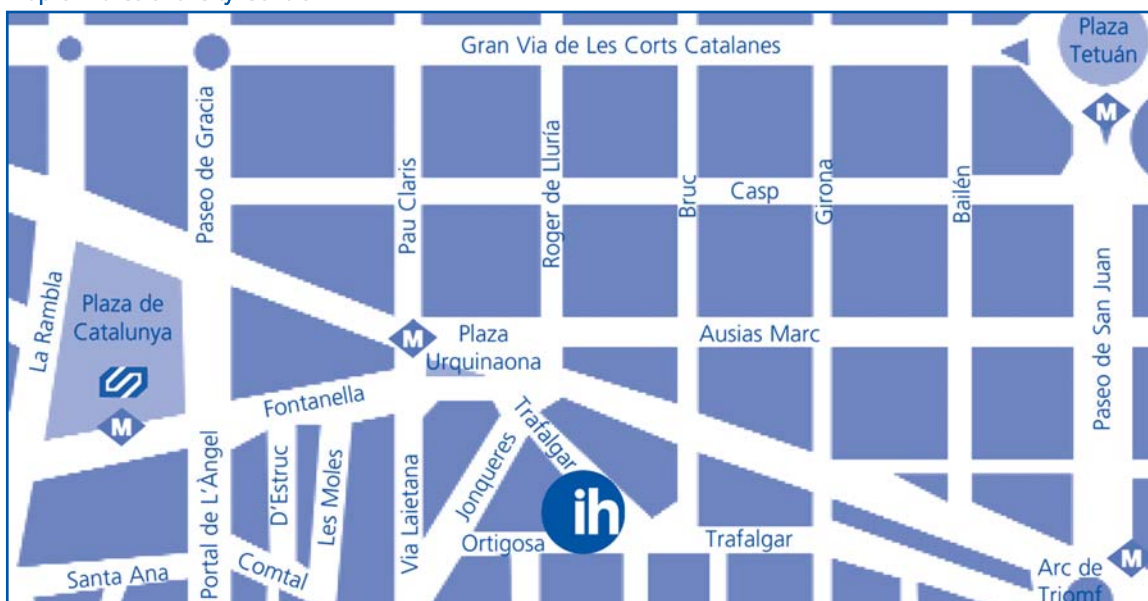 Gran Via de Les Corts Catalanes
Plaza
Tetuán
M
Paseo de Gracia
Pau Claris
Roger de Lluría
Bruc
Casp
Girona
Bailén
La Rambla
Plaza de
Catalunya
M
Plaza
Urquinaona
Ausias Marc
Paseo de San Juan
M
Fontanella
Trafalgar
Portal de L'Àngel
D'Estruc
Les Moles
Via Laietana
Jonqueres
ih
Ortigosa
Trafalgar
Santa Ana
Comtal
M
Arc de
Triomf